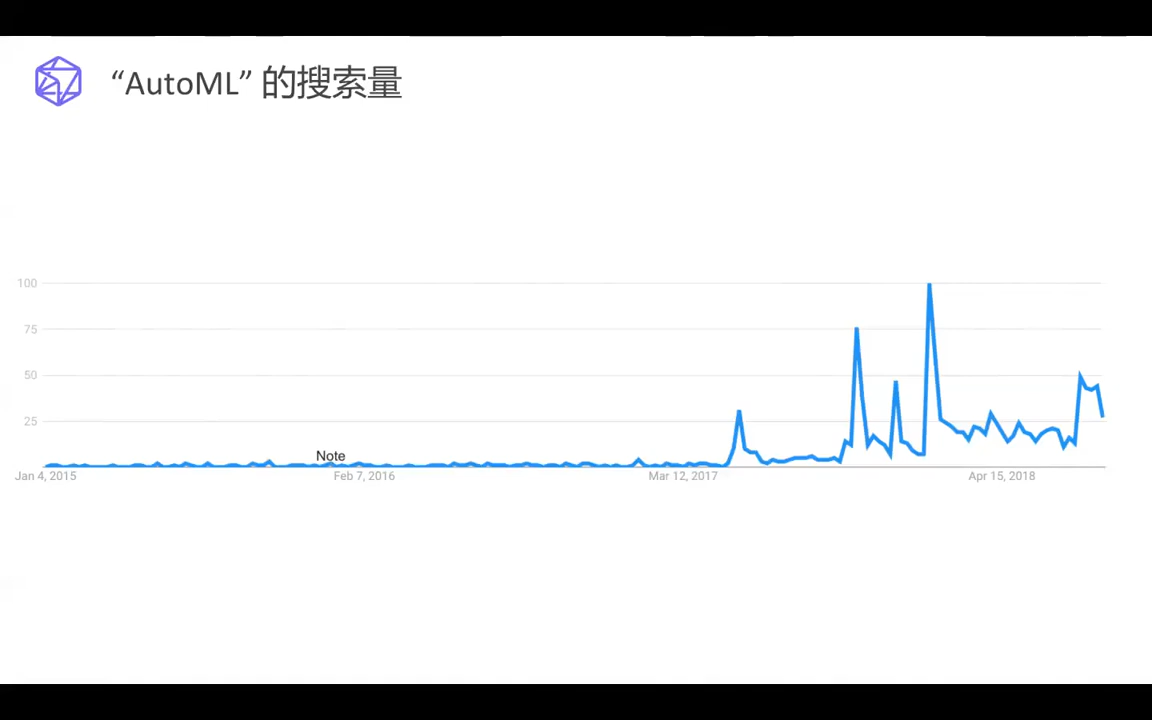 “AutoML” 的搜索量
100
75
50
25
Note
Jan 4, 2015
Feb 7, 2016
Mar 12, 2017
Apr 15, 2018